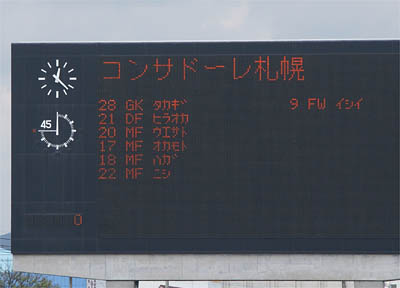 コンサドーレ札幌
28 GK タカギ 9 FW イシイ
21 DF ヒラオカ
20 MF ウエサト
17 MF オカモト
18 MF ハガ
22 MF ニシ
45
0